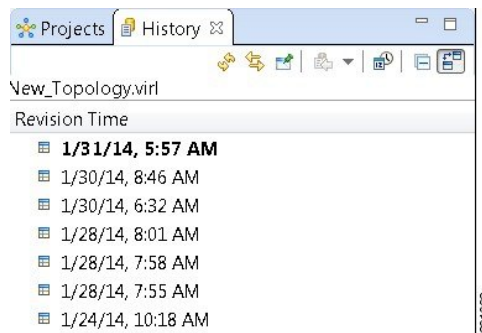 Projects History
New_Topology.virl
Revision Time
1/31/14, 5:57 AM
1/30/14, 8:46 AM
1/30/14, 6:32 AM
1/28/14, 8:01 AM
1/28/14, 7:58 AM
1/28/14, 7:55 AM
1/24/14, 10:18 AM